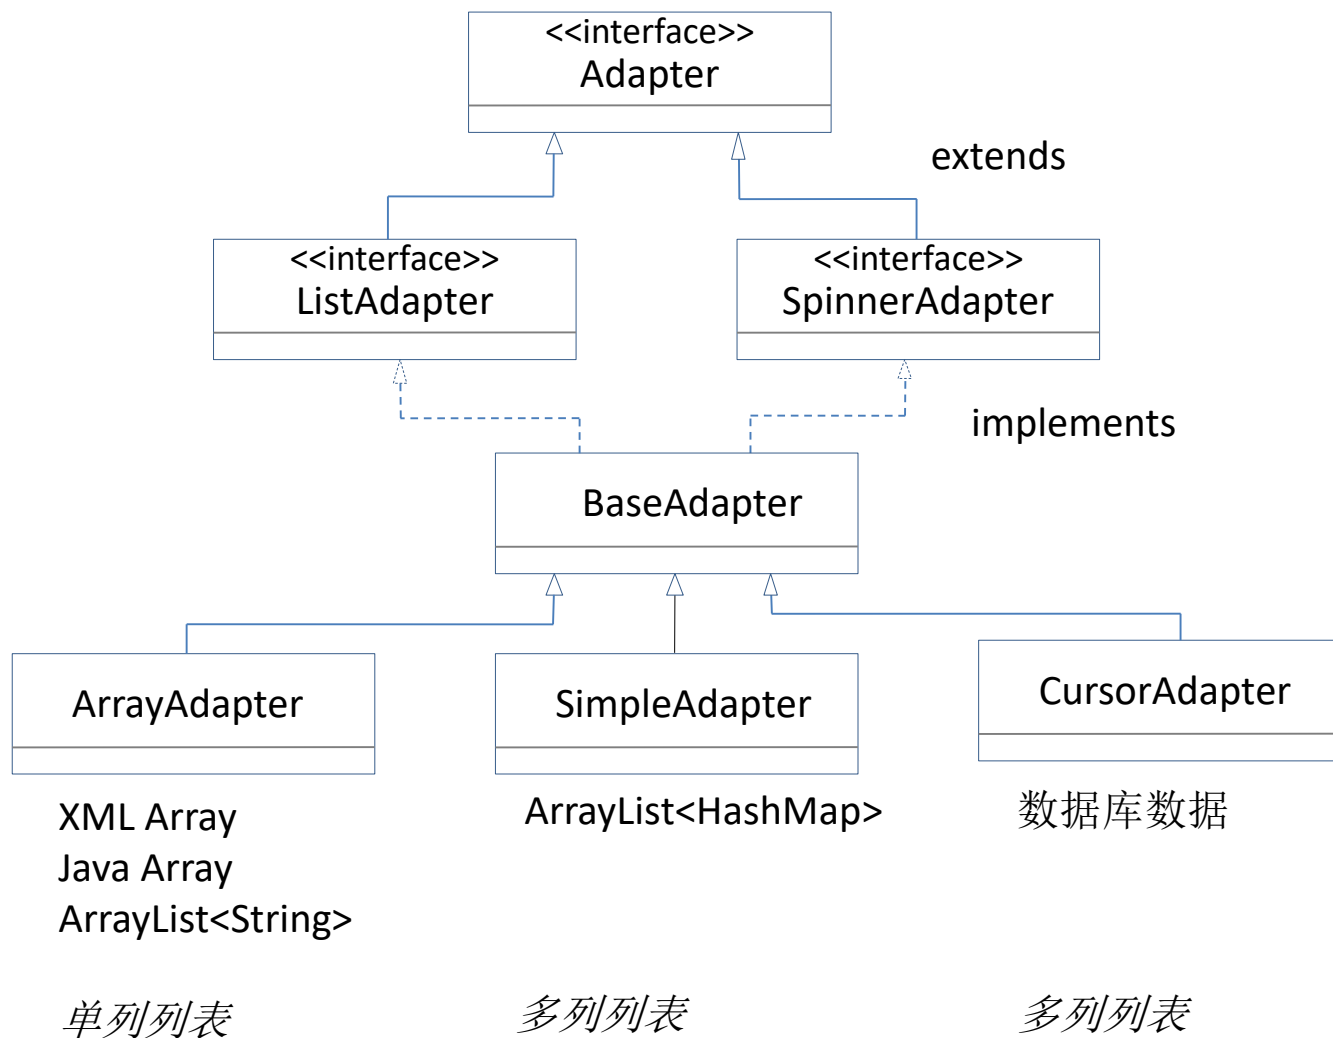 <<interface>>
Adapter
extends
<<interface>>
ListAdapter
<<interface>>
SpinnerAdapter
implements
BaseAdapter
ArrayAdapter
SimpleAdapter
CursorAdapter
XML Array
Java Array
ArrayList<String>
ArrayList<HashMap>
数据库数据
单列列表
多列列表
多列列表